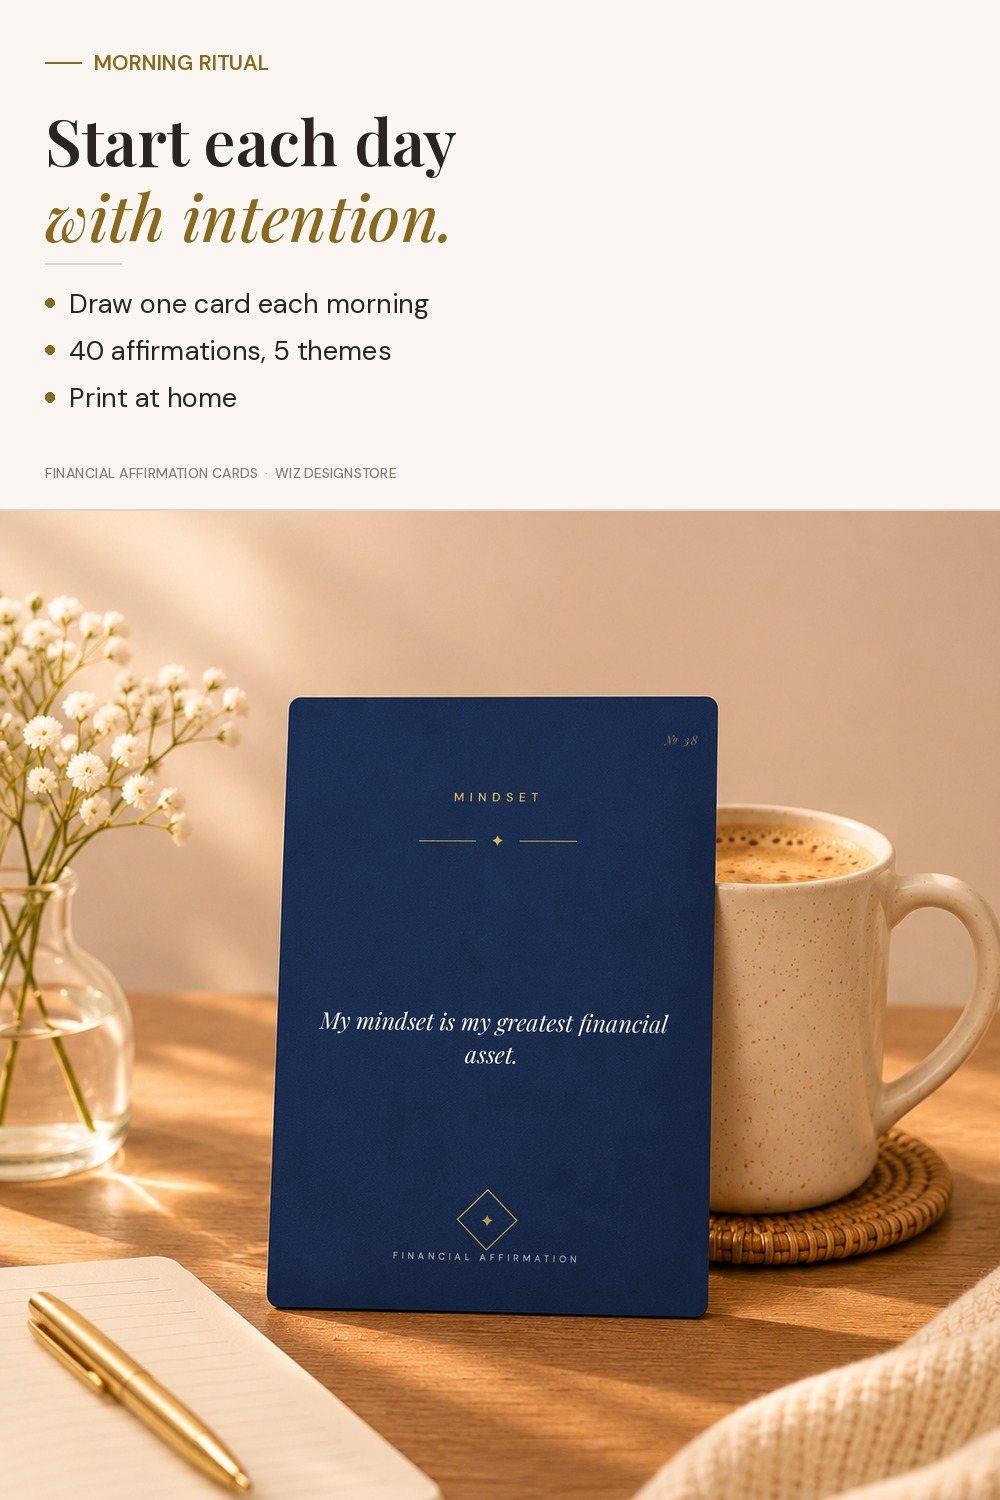 MORNING RITUAL
Start each day
with intention.
Draw one card each morning
40 affirmations, 5 themes
Print at home
FINANCIAL AFFIRMATION CARDS · WIZ DESIGNSTORE
№ 38
MINDSET
My mindset is my greatest financial
asset.
FINANCIAL AFFIRMATION